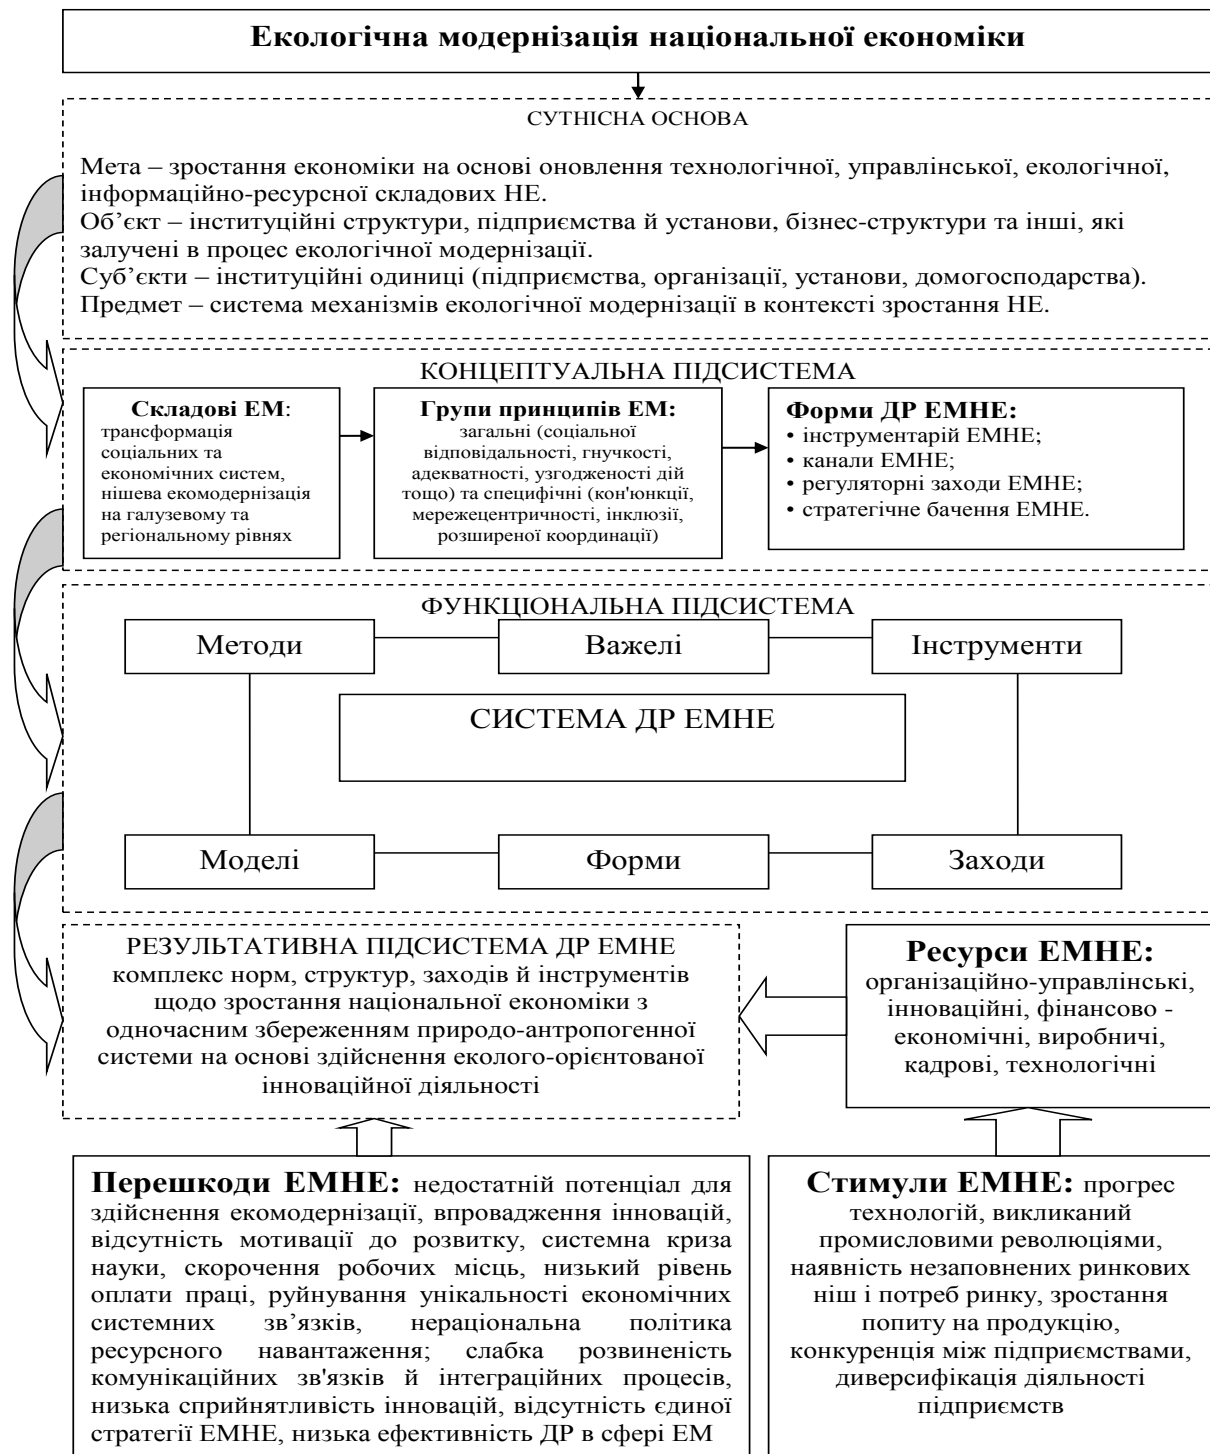 Екологічна модернізація національної економіки
СУТНІСНА ОСНОВА
Мета – зростання економіки на основі оновлення технологічної, управлінської, екологічної,
інформаційно-ресурсної складових НЕ.
Об’єкт – інституційні структури, підприємства й установи, бізнес-структури та інші, які
залучені в процес екологічної модернізації.
Суб’єкти – інституційні одиниці (підприємства, організації, установи, домогосподарства).
Предмет – система механізмів екологічної модернізації в контексті зростання НЕ.
КОНЦЕПТУАЛЬНА ПІДСИСТЕМА
Складові ЕМ:
трансформація
соціальних та
економічних систем,
нішева екомодернізація
на галузевому та
регіональному рівнях
Групи принципів ЕМ:
загальні (соціальної
відповідальності, гнучкості,
адекватності, узгодженості дій
тощо) та специфічні (кон'юнкції,
мережецентричності, інклюзії,
розширеної координації)
Форми ДР ЕМНЕ:
• інструментарій ЕМНЕ;
• канали ЕМНЕ;
• регуляторні заходи ЕМНЕ;
• стратегічне бачення ЕМНЕ.
ФУНКЦІОНАЛЬНА ПІДСИСТЕМА
Методи
Важелі
Інструменти
СИСТЕМА ДР ЕМНЕ
Моделі
Форми
Заходи
РЕЗУЛЬТАТИВНА ПІДСИСТЕМА ДР ЕМНЕ
комплекс норм, структур, заходів й інструментів
щодо зростання національної економіки з
одночасним збереженням природо-антропогенної
системи на основі здійснення еколого-орієнтованої
інноваційної діяльності
Ресурси ЕМНЕ:
організаційно-управлінські,
інноваційні, фінансово -
економічні, виробничі,
кадрові, технологічні
Перешкоди ЕМНЕ: недостатній потенціал для
здійснення екомодернізації, впровадження інновацій,
відсутність мотивації до розвитку, системна криза
науки, скорочення робочих місць, низький рівень
оплати праці, руйнування унікальності економічних
системних зв’язків, нераціональна політика
ресурсного навантаження; слабка розвиненість
комунікаційних зв'язків й інтеграційних процесів,
низька сприйнятливість інновацій, відсутність єдиної
стратегії ЕМНЕ, низька ефективність ДР в сфері ЕМ
Стимули ЕМНЕ: прогрес
технологій, викликаний
промисловими революціями,
наявність незаповнених ринкових
ніш і потреб ринку, зростання
попиту на продукцію,
конкуренція між підприємствами,
диверсифікація діяльності
підприємств